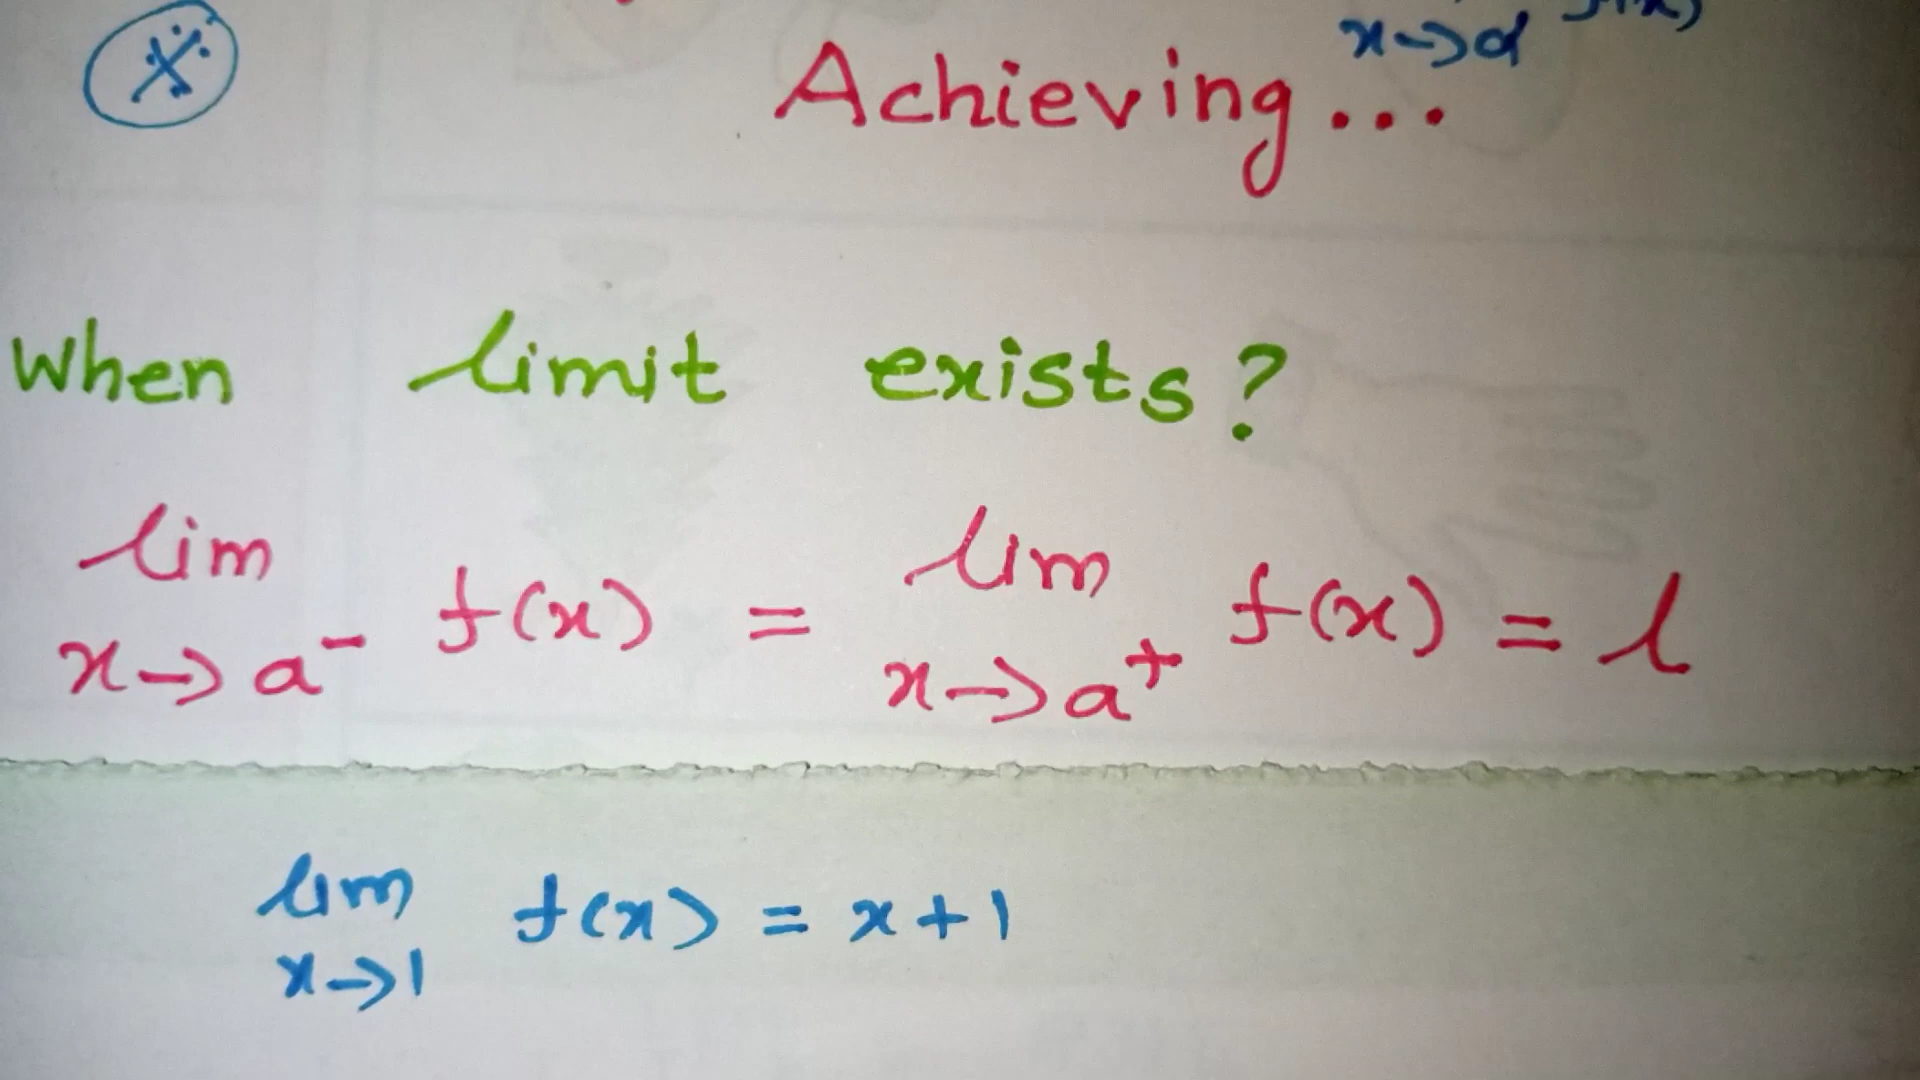 x→a
Achieving...
When limit exists?
lim x→a⁻ f(x) = lim x→a⁺ f(x) = l
lim x→1 f(x) = x+1